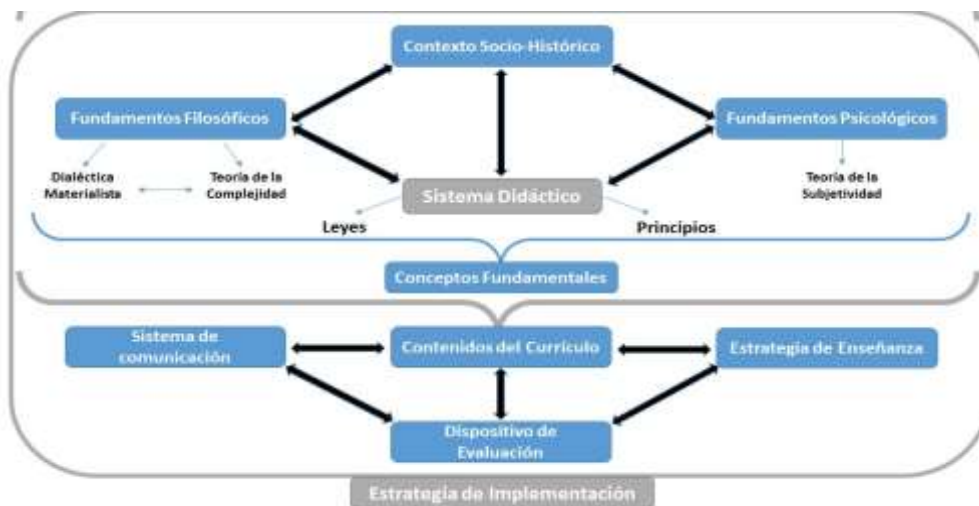 Contexto Socio-Histórico
Fundamentos Filosóficos
Fundamentos Psicológicos
Dialéctica
Materialista
Teoría de la
Complejidad
Teoría de la
Subjetividad
Sistema Didáctico
Leyes
Principios
Conceptos Fundamentales
Sistema de
comunicación
Contenidos del Currículo
Estrategia de Enseñanza
Dispositivo de
Evaluación
Estrategia de Implementación